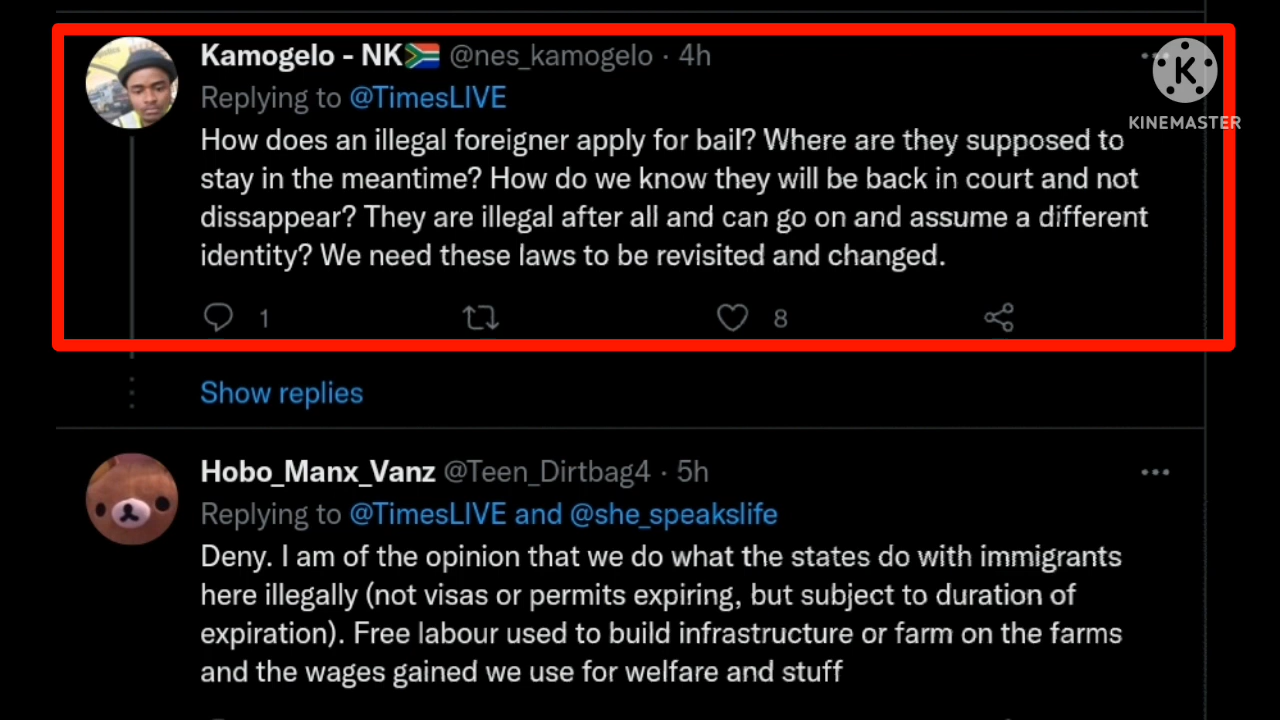 Kamogelo - NK🇿🇦 @nes_kamogelo · 4h
K
KINEMASTER
Replying to @TimesLIVE
How does an illegal foreigner apply for bail? Where are they supposed to
stay in the meantime? How do we know they will be back in court and not
dissappear? They are illegal after all and can go on and assume a different
identity? We need these laws to be revisited and changed.
1
8
Show replies
Hobo_Manx_Vanz @Teen_Dirtbag4 · 5h
Replying to @TimesLIVE and @she_speakslife
Deny. I am of the opinion that we do what the states do with immigrants
here illegally (not visas or permits expiring, but subject to duration of
expiration). Free labour used to build infrastructure or farm on the farms
and the wages gained we use for welfare and stuff